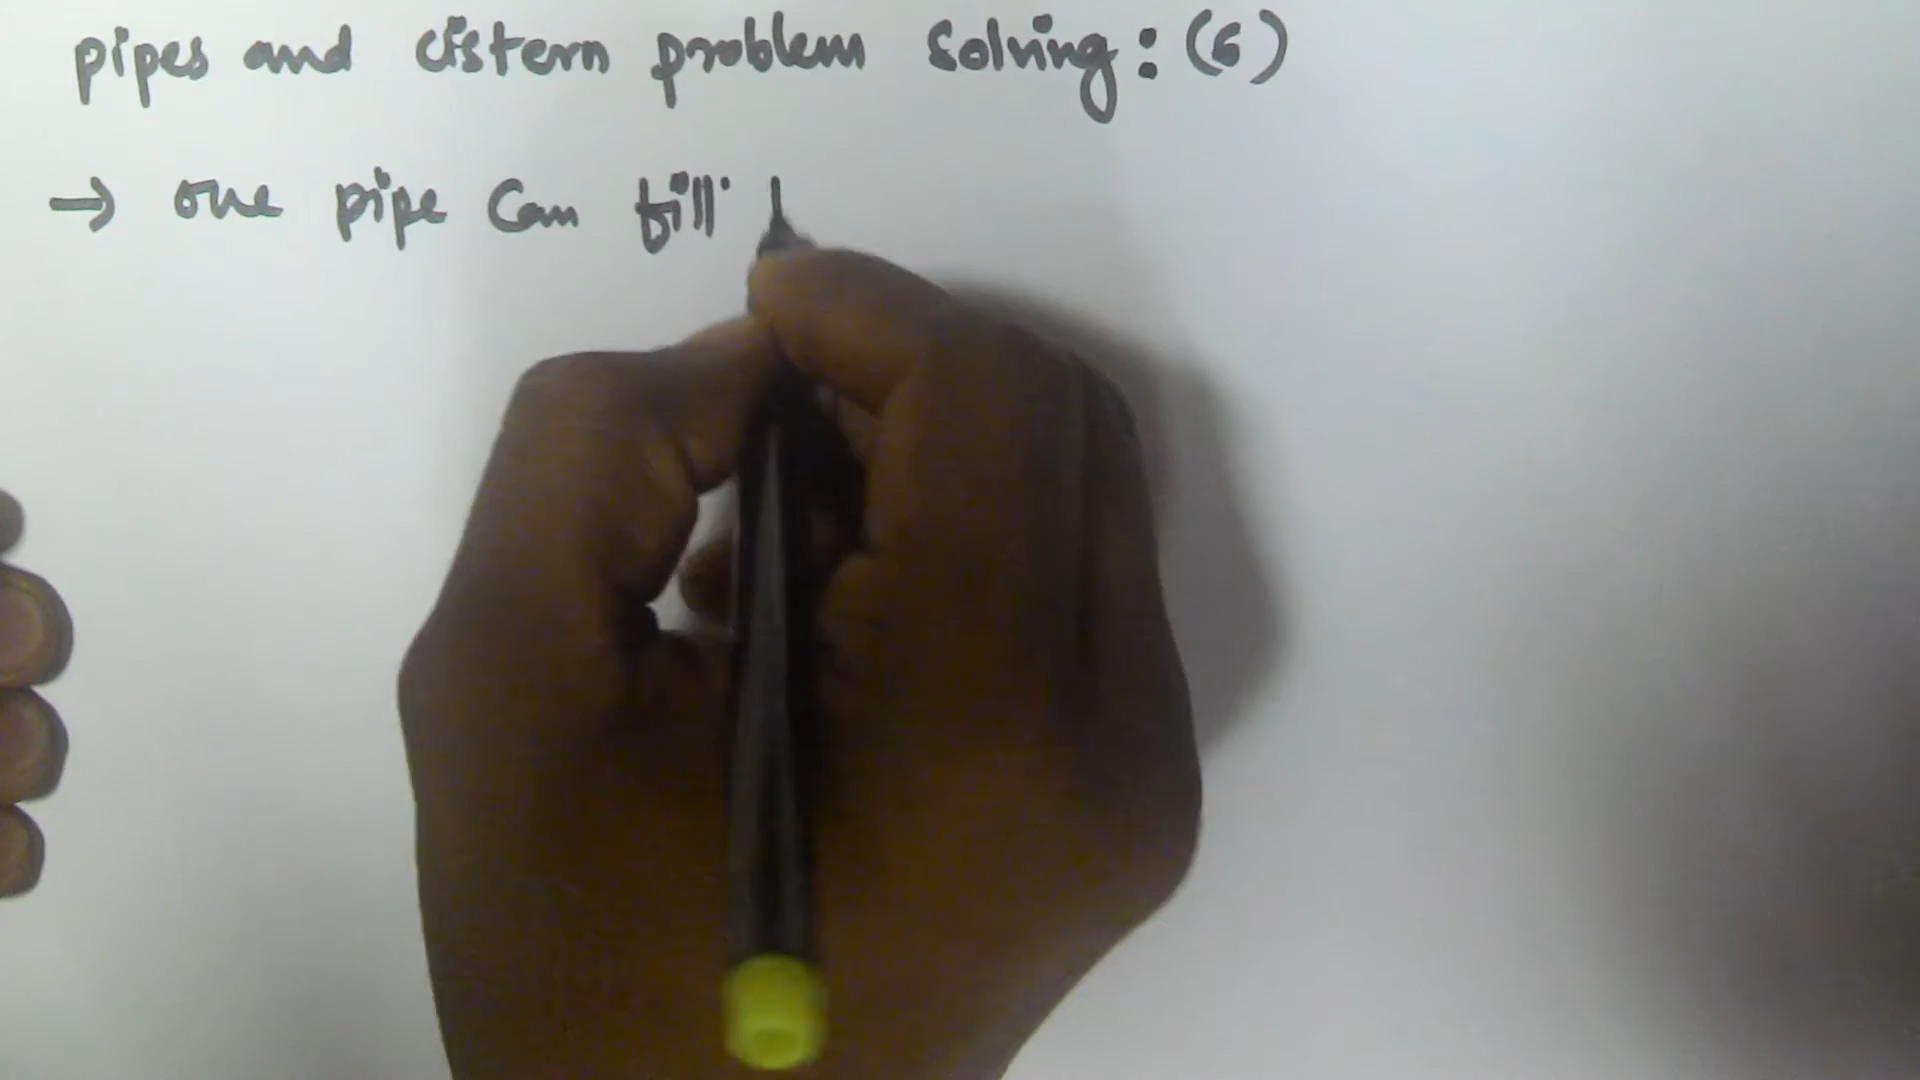 pipes and cistern problem solving: (6)
→ one pipe can fill